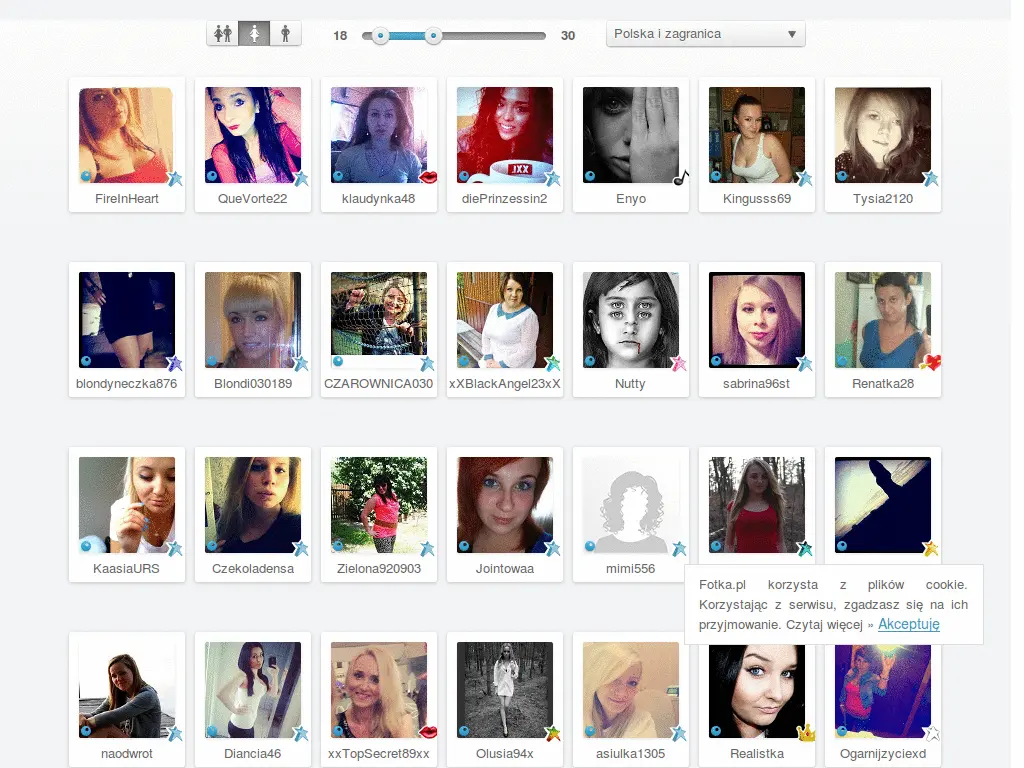 18
30
Polska i zagranica
.IXX
FireInHeart
QueVorte22
klaudynka48
diePrinzessin2
Enyo
Kingusss69
Tysia2120
blondyneczka876
Blondi030189
CZAROWNICA030
xXBlackAngel23xX
Nutty
sabrina96st
Renatka28
KaasiaURS
Czekoladensa
Zielona920903
Jointowaa
mimi556
Fotka.pl korzysta z plików cookie.
Korzystając z serwisu, zgadzasz się na ich
przyjmowanie. Czytaj więcej » Akceptuję
naodwrot
Diancia46
xxTopSecret89xx
Olusia94x
asiulka1305
Realistka
Ogarnijzyciexd